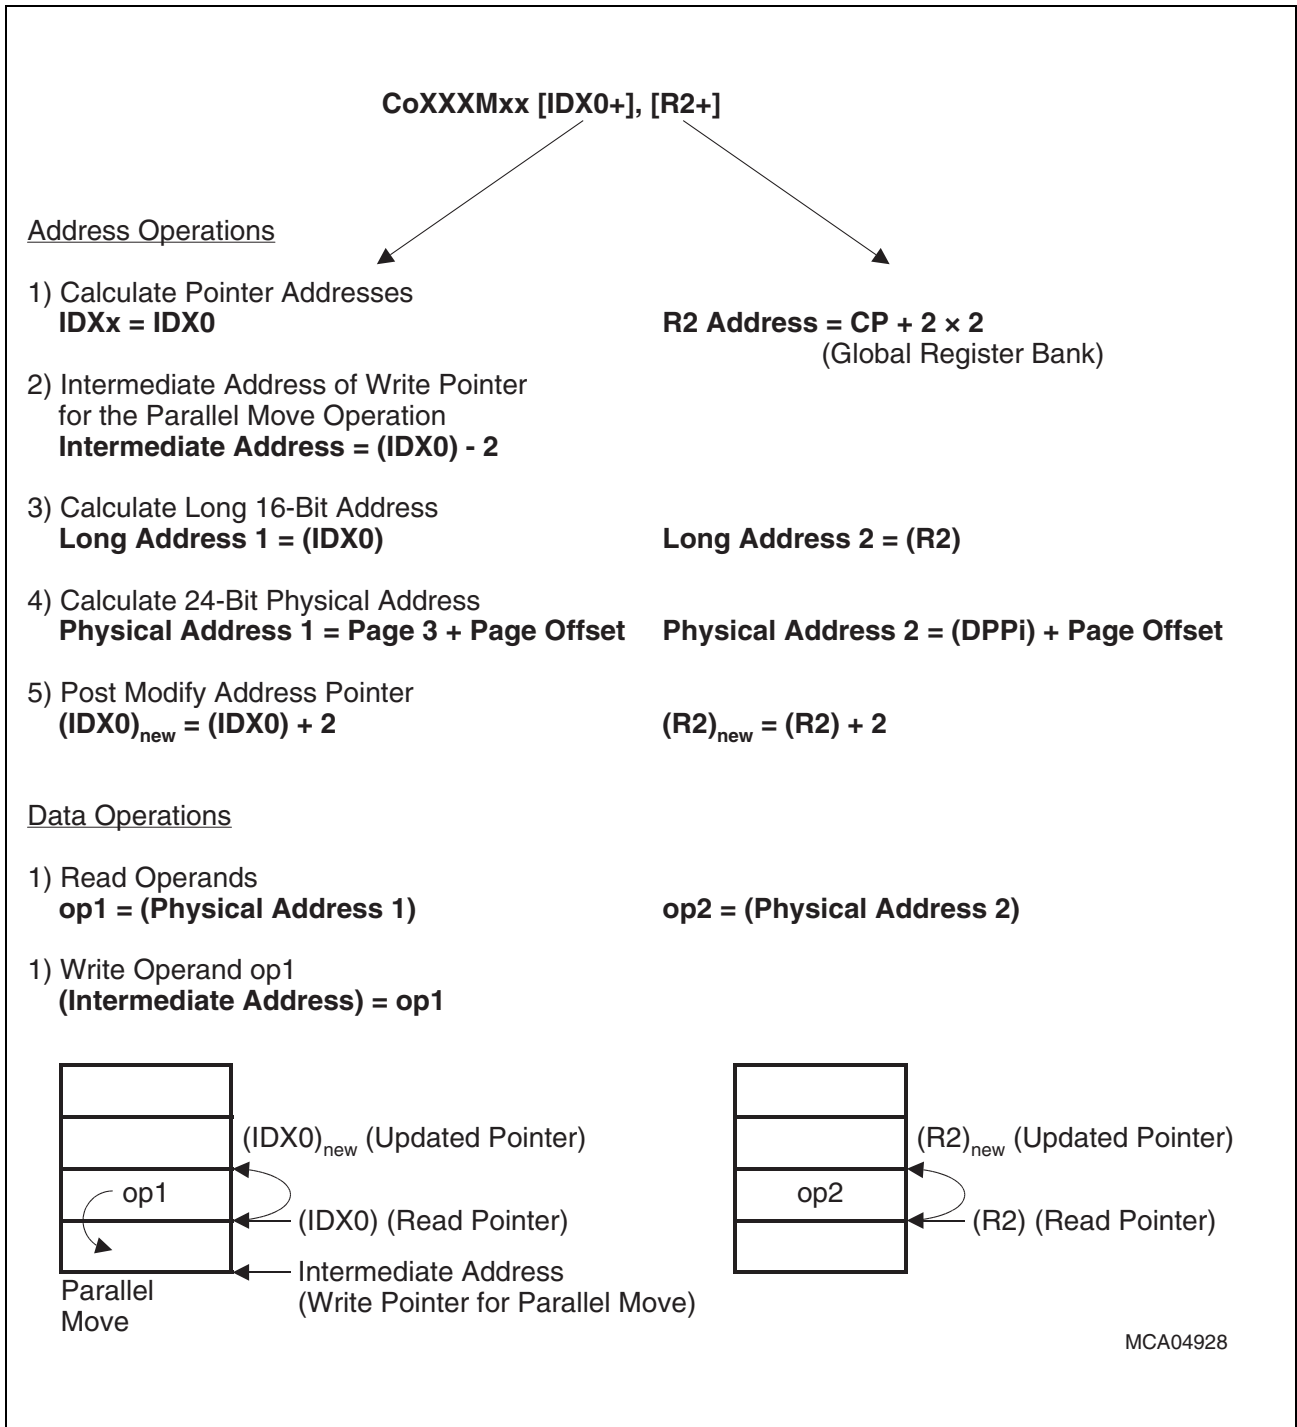 CoXXXMxx [IDX0+], [R2+]
Address Operations
1) Calculate Pointer Addresses
IDXx = IDX0
R2 Address = CP + 2 × 2
(Global Register Bank)
2) Intermediate Address of Write Pointer
for the Parallel Move Operation
Intermediate Address = (IDX0) - 2
3) Calculate Long 16-Bit Address
Long Address 1 = (IDX0)
Long Address 2 = (R2)
4) Calculate 24-Bit Physical Address
Physical Address 1 = Page 3 + Page Offset
Physical Address 2 = (DPPi) + Page Offset
5) Post Modify Address Pointer
(IDX0)new = (IDX0) + 2
(R2)new = (R2) + 2
Data Operations
1) Read Operands
op1 = (Physical Address 1)
op2 = (Physical Address 2)
1) Write Operand op1
(Intermediate Address) = op1
(IDX0)new (Updated Pointer)
op1
(IDX0) (Read Pointer)
Intermediate Address
(Write Pointer for Parallel Move)
Parallel
Move
(R2)new (Updated Pointer)
op2
(R2) (Read Pointer)
MCA04928